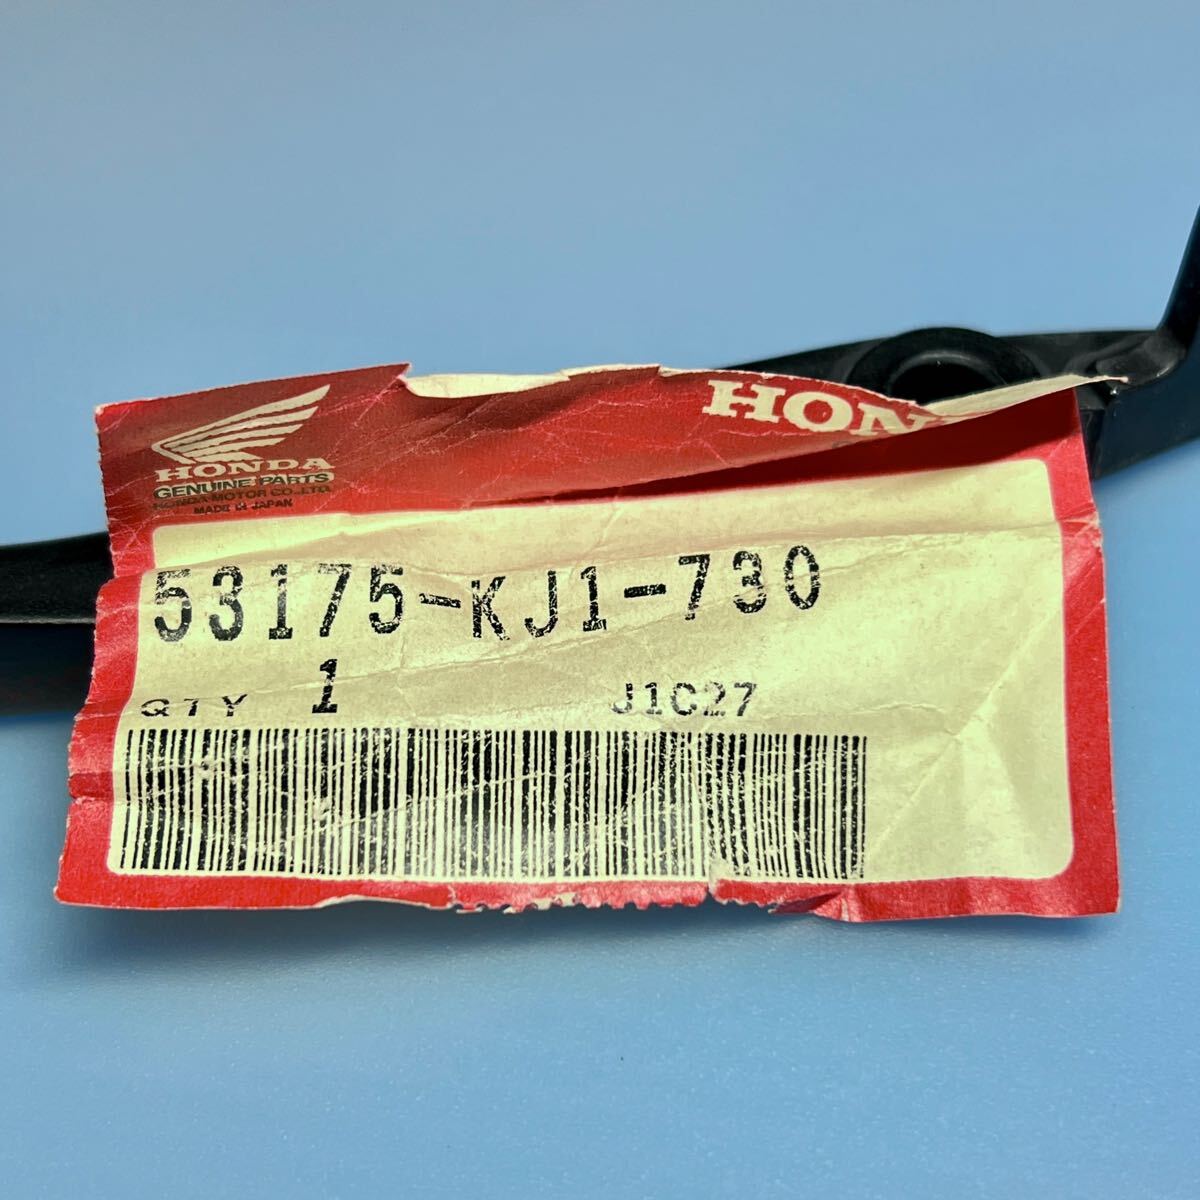 HONDA
GENUINE PARTS
HONDA MOTOR CO., LTD.
MADE IN JAPAN
HON
53175-KJ1-730
QTY 1 J1C27